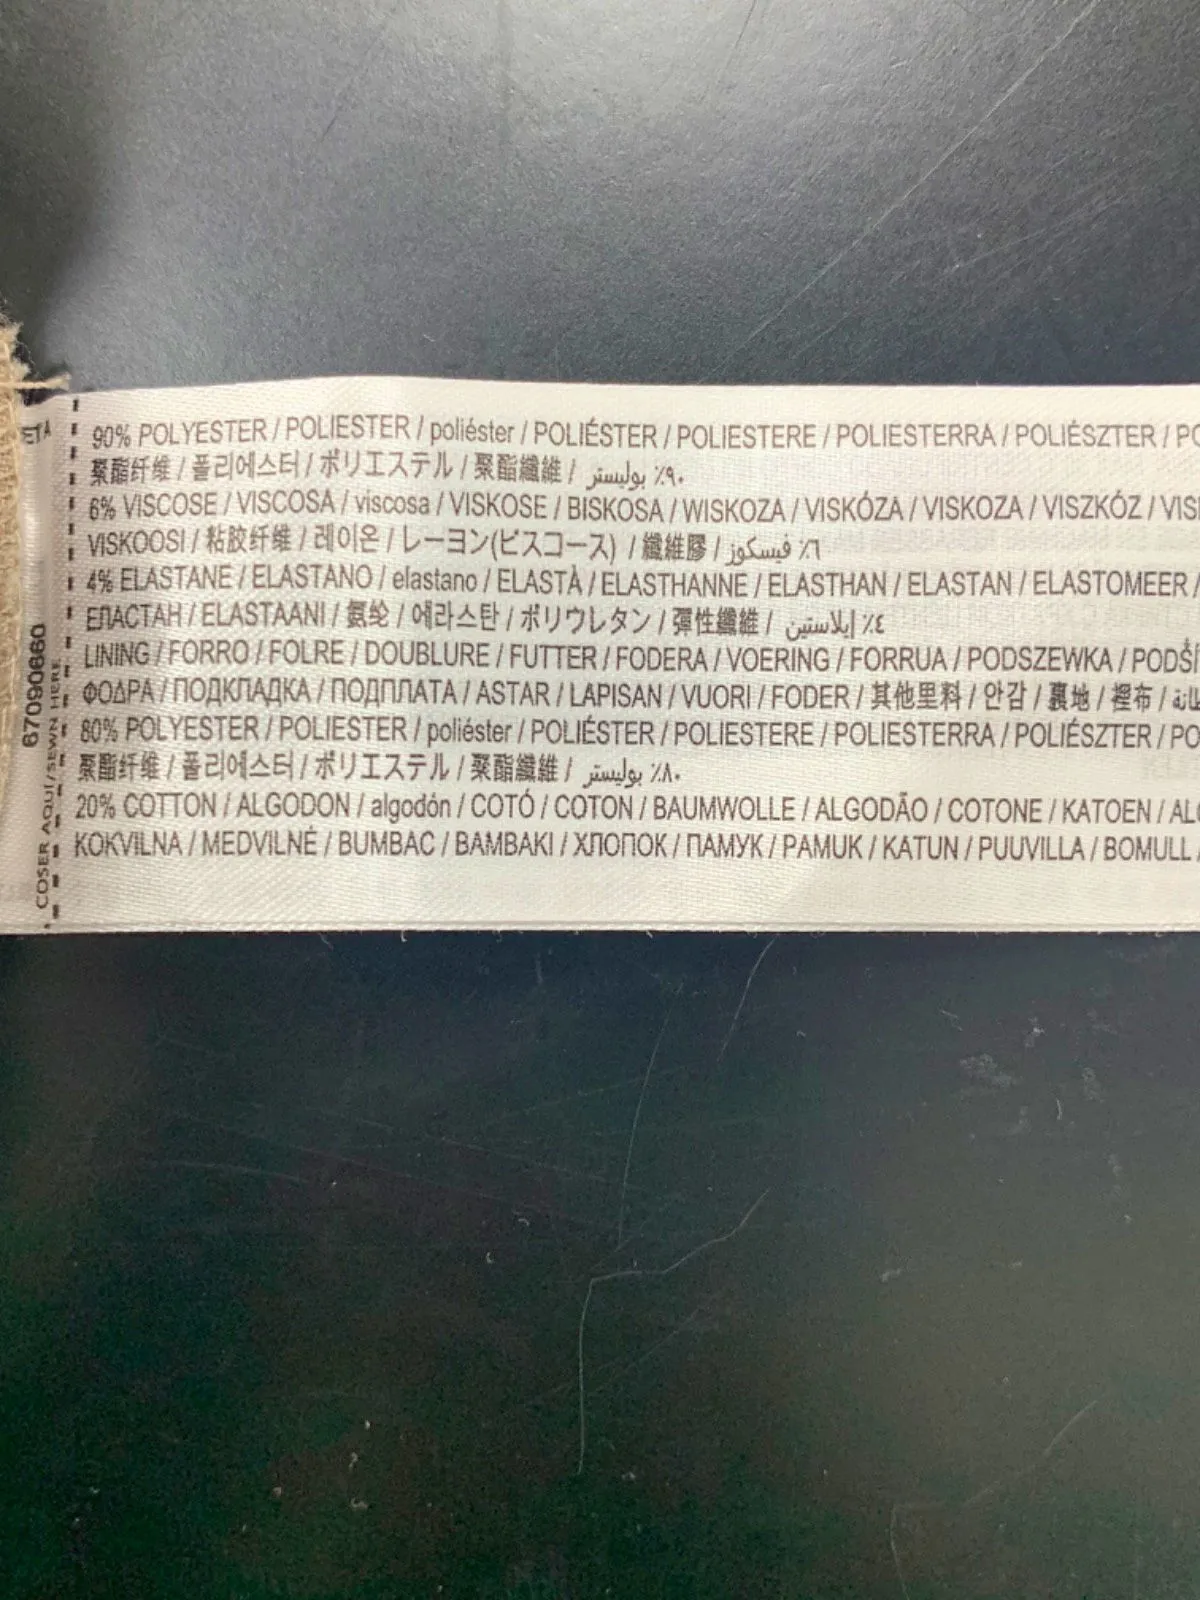 90% POLYESTER / POLIESTER / poliéster / POLIÉSTER / POLIESTERE / POLIESTERRA / POLIÉSZTER / PO
聚酯纤维 / 폴리에스터 / ポリエステル / 聚酯纖維 / ٩٠٪ بوليستر
6% VISCOSE / VISCOSA / viscosa / VISKOSE / BISKOSA / WISKOZA / VISKÓZA / VISKOZA / VISZKÓZ / VIS
VISKOOSI / 粘胶纤维 / 레이온 / レーヨン(ビスコース) / 纖維膠 / ٦٪ فيسكوز
4% ELASTANE / ELASTANO / elastano / ELASTÀ / ÉLASTHANNE / ELASTHAN / ELASTAN / ELASTOMEER /
ΕΛΑΣΤΑΗ / ELASTAANI / 氨纶 / 에라스탄 / ポリウレタン / 彈性纖維 / ٤٪ إيلاستين
LINING / FORRO / FOLRE / DOUBLURE / FUTTER / FODERA / VOERING / FORRUA / PODSZEWKA / PODŠÍ
ΦΟΔΡΑ / ПОДКЛАДКА / ПОДПЛАТА / ASTAR / LAPISAN / VUORI / FODER / 其他里料 / 안감 / 裏地 / 裡布 /
80% POLYESTER / POLIESTER / poliéster / POLIÉSTER / POLIESTERE / POLIESTERRA / POLIÉSZTER / PO
聚酯纤维 / 폴리에스터 / ポリエステル / 聚酯纖維 / ٨٠٪ بوليستر
20% COTTON / ALGODON / algodón / COTÓ / COTON / BAUMWOLLE / ALGODÃO / COTONE / KATOEN / AL
KOKVILNA / MEDVILNÉ / BUMBAC / ΒΑΜΒΑΚΙ / ХЛОПОК / ПАМУК / PAMUK / KATUN / PUUVILLA / BOMULL /
ETA
67090660
COSER AQUÍ / SEWN HERE